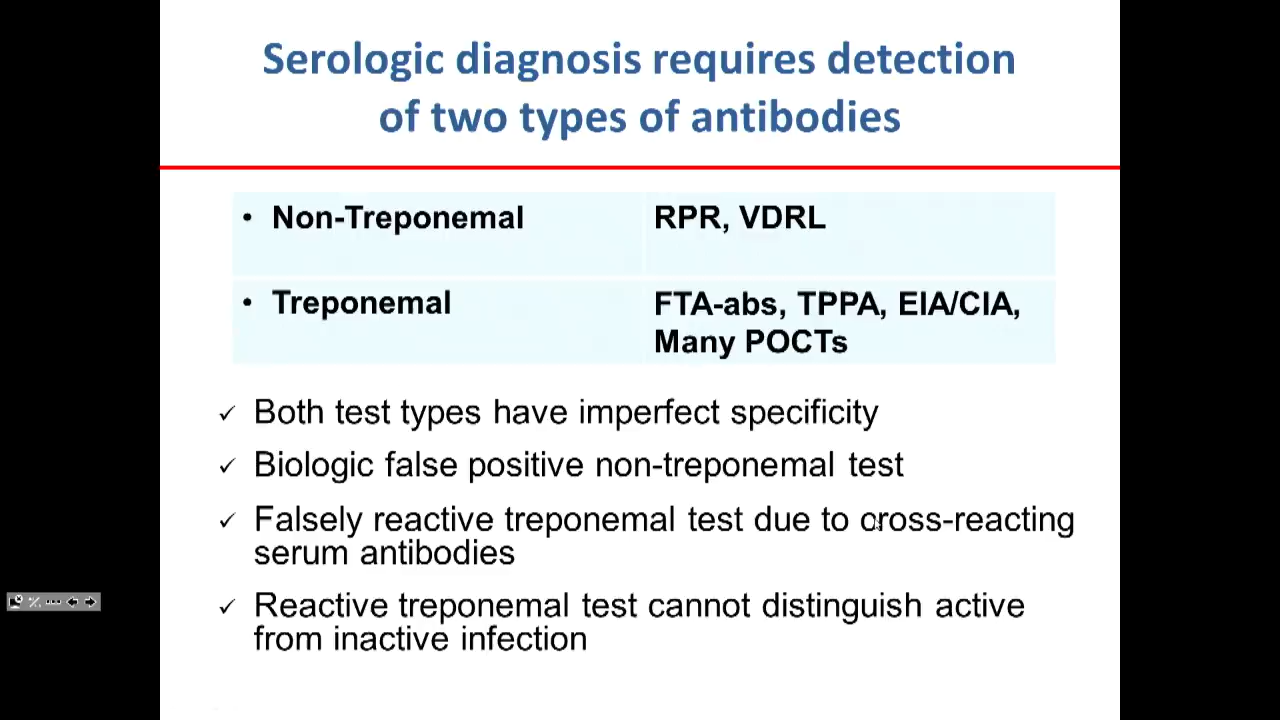 Serologic diagnosis requires detection
of two types of antibodies
• Non-Treponemal RPR, VDRL
• Treponemal FTA-abs, TPPA, EIA/CIA,
Many POCTs
✓ Both test types have imperfect specificity
✓ Biologic false positive non-treponemal test
✓ Falsely reactive treponemal test due to cross-reacting
serum antibodies
✓ Reactive treponemal test cannot distinguish active
from inactive infection